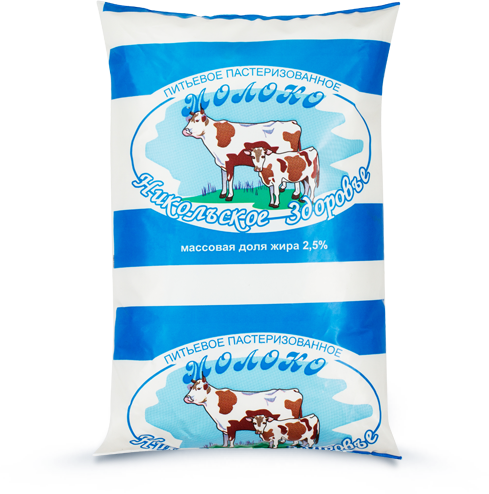 ПИТЬЕВОЕ ПАСТЕРИЗОВАННОЕ
МОЛОКО
Никольское Здоровье
массовая доля жира 2,5%
ПИТЬЕВОЕ ПАСТЕРИЗОВАННОЕ
МОЛОКО